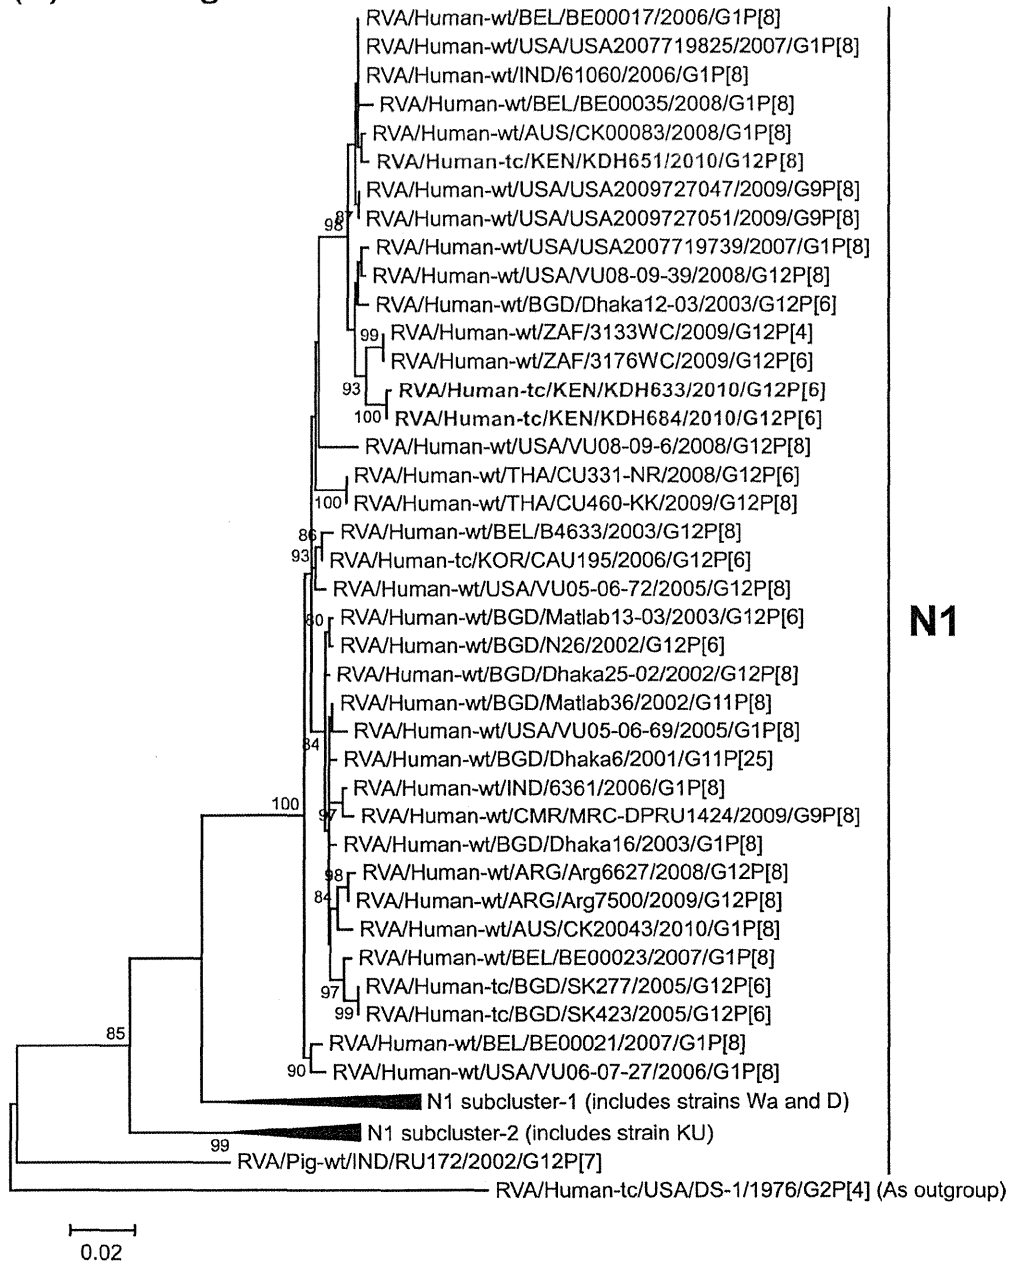 RVA/Human-wt/BEL/BE00017/2006/G1P[8]
RVA/Human-wt/USA/USA2007719825/2007/G1P[8]
RVA/Human-wt/IND/61060/2006/G1P[8]
RVA/Human-wt/BEL/BE00035/2008/G1P[8]
RVA/Human-wt/AUS/CK00083/2008/G1P[8]
RVA/Human-tc/KEN/KDH651/2010/G12P[8]
RVA/Human-wt/USA/USA2009727047/2009/G9P[8]
87
RVA/Human-wt/USA/USA2009727051/2009/G9P[8]
98
RVA/Human-wt/USA/USA2007719739/2007/G1P[8]
RVA/Human-wt/USA/VU08-09-39/2008/G12P[8]
RVA/Human-wt/BGD/Dhaka12-03/2003/G12P[6]
99
RVA/Human-wt/ZAF/3133WC/2009/G12P[4]
RVA/Human-wt/ZAF/3176WC/2009/G12P[6]
93
RVA/Human-tc/KEN/KDH633/2010/G12P[6]
100
RVA/Human-tc/KEN/KDH684/2010/G12P[6]
RVA/Human-wt/USA/VU08-09-6/2008/G12P[8]
RVA/Human-wt/THA/CU331-NR/2008/G12P[6]
100
RVA/Human-wt/THA/CU460-KK/2009/G12P[8]
86
RVA/Human-wt/BEL/B4633/2003/G12P[8]
93
RVA/Human-tc/KOR/CAU195/2006/G12P[6]
RVA/Human-wt/USA/VU05-06-72/2005/G12P[8]
80
RVA/Human-wt/BGD/Matlab13-03/2003/G12P[6]
N1
RVA/Human-wt/BGD/N26/2002/G12P[6]
RVA/Human-wt/BGD/Dhaka25-02/2002/G12P[8]
RVA/Human-wt/BGD/Matlab36/2002/G11P[8]
RVA/Human-wt/USA/VU05-06-69/2005/G1P[8]
84
RVA/Human-wt/BGD/Dhaka6/2001/G11P[25]
RVA/Human-wt/IND/6361/2006/G1P[8]
100
97
RVA/Human-wt/CMR/MRC-DPRU1424/2009/G9P[8]
RVA/Human-wt/BGD/Dhaka16/2003/G1P[8]
98
RVA/Human-wt/ARG/Arg6627/2008/G12P[8]
84
RVA/Human-wt/ARG/Arg7500/2009/G12P[8]
RVA/Human-wt/AUS/CK20043/2010/G1P[8]
RVA/Human-wt/BEL/BE00023/2007/G1P[8]
97
RVA/Human-tc/BGD/SK277/2005/G12P[6]
99
RVA/Human-tc/BGD/SK423/2005/G12P[6]
85
RVA/Human-wt/BEL/BE00021/2007/G1P[8]
90
RVA/Human-wt/USA/VU06-07-27/2006/G1P[8]
N1 subcluster-1 (includes strains Wa and D)
N1 subcluster-2 (includes strain KU)
99
RVA/Pig-wt/IND/RU172/2002/G12P[7]
RVA/Human-tc/USA/DS-1/1976/G2P[4] (As outgroup)
0.02